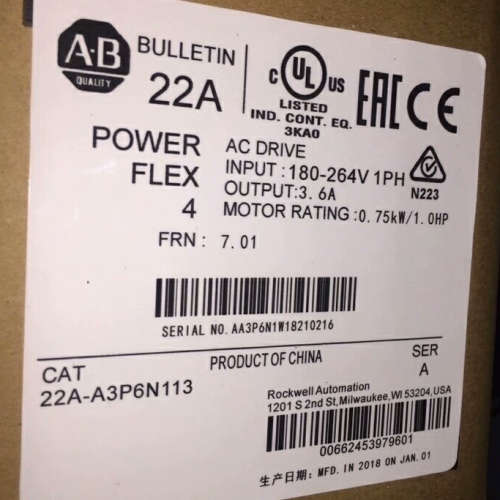 A·B
QUALITY
BULLETIN
22A
C UL US
LISTED
IND. CONT. EQ.
3KA0
EAC CE
POWER
FLEX
4
AC DRIVE
INPUT : 180-264V 1PH
OUTPUT:3. 6A
MOTOR RATING : 0. 75kW/1. 0HP
N223
FRN : 7. 01
SERIAL NO. AA3P6N1W18210216
CAT
22A-A3P6N113
PRODUCT OF CHINA
SER
A
Rockwell Automation
1201 S 2nd St, Milwaukee, WI 53204, USA
00662453979601
生产日期: MFD. IN 2018 ON JAN. 01